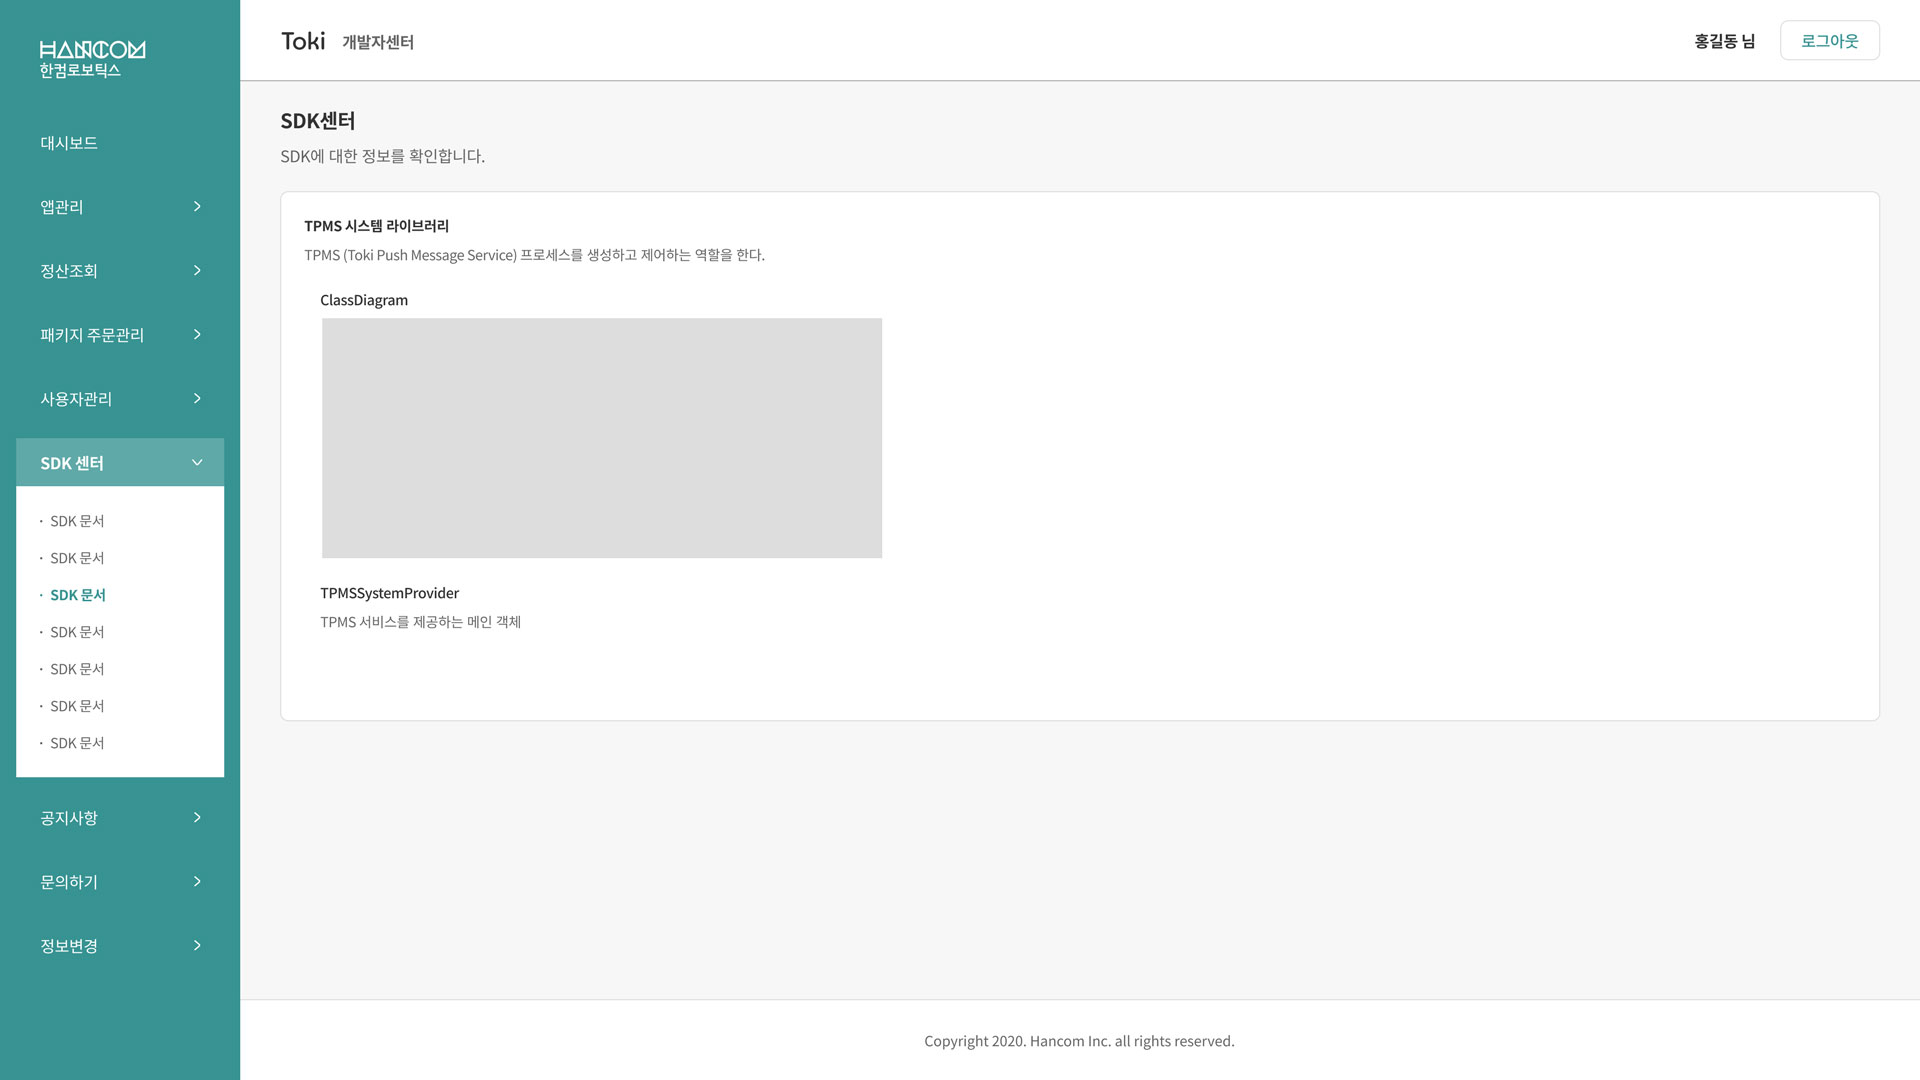 HANCOM
한컴로보틱스
대시보드
앱관리
정산조회
패키지 주문관리
사용자관리
SDK 센터
· SDK 문서
· SDK 문서
· SDK 문서
· SDK 문서
· SDK 문서
· SDK 문서
· SDK 문서
공지사항
문의하기
정보변경
Toki 개발자센터
홍길동 님
로그아웃
SDK센터
SDK에 대한 정보를 확인합니다.
TPMS 시스템 라이브러리
TPMS (Toki Push Message Service) 프로세스를 생성하고 제어하는 역할을 한다.
ClassDiagram
TPMSSystemProvider
TPMS 서비스를 제공하는 메인 객체
Copyright 2020. Hancom Inc. all rights reserved.